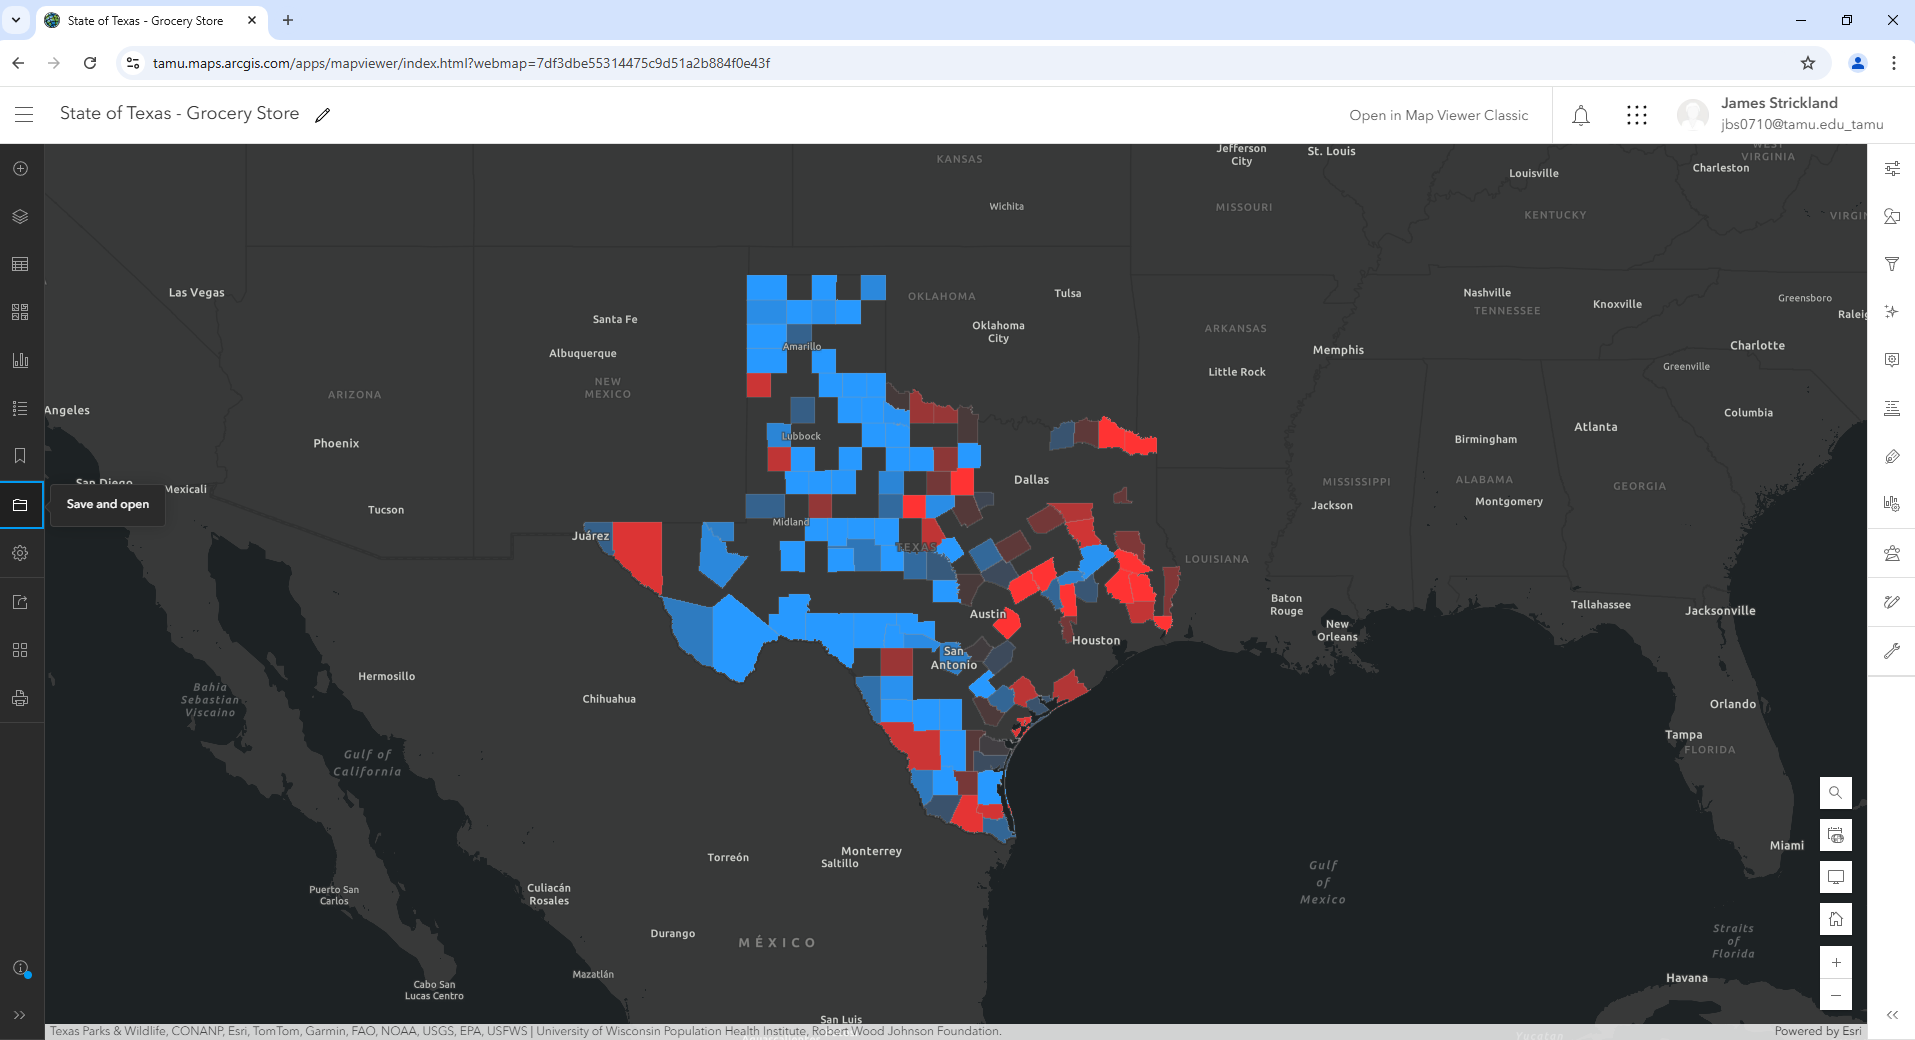 State of Texas - Grocery Store
tamu.maps.arcgis.com/apps/mapviewer/index.html?webmap=7df3dbe55314475c9d51a2b884f0e43f
State of Texas - Grocery Store
Open in Map Viewer Classic
James Strickland
jbs0710@tamu.edu_tamu
KANSAS
Jefferson
City
St. Louis
WEST
VIRGINIA
Charleston
Louisville
Wichita
MISSOURI
KENTUCKY
VIRGIN
Las Vegas
OKLAHOMA
Tulsa
Nashville
TENNESSEE
Knoxville
Greensboro
Raleig
Santa Fe
Oklahoma
City
ARKANSAS
Amarillo
Albuquerque
Memphis
Charlotte
Little Rock
Greenville
NEW
MEXICO
ARIZONA
Angeles
Columbia
Lubbock
Phoenix
Birmingham
Atlanta
San Diego
Mexicali
Dallas
MISSISSIPPI
ALABAMA
GEORGIA
Save and open
Tucson
Jackson
Montgomery
Midland
Juárez
TEXAS
LOUISIANA
Austin
Baton
Rouge
Tallahassee
Jacksonville
New
Orleans
Houston
San
Antonio
Hermosillo
Bahia
Sebastian
Viscaino
Chihuahua
Orlando
Gulf of
California
Tampa
FLORIDA
Torreón
Monterrey
Saltillo
Miami
Gulf
of
Mexico
Puerto San
Carlos
Culiacán
Rosales
Durango
MÉXICO
Straits
of
Florida
Mazatlán
Havana
Cabo San
Lucas Centro
San Luis
Aguascalientes
Yucatan
Texas Parks & Wildlife, CONANP, Esri, TomTom, Garmin, FAO, NOAA, USGS, EPA, USFWS | University of Wisconsin Population Health Institute, Robert Wood Johnson Foundation.
Powered by Esri